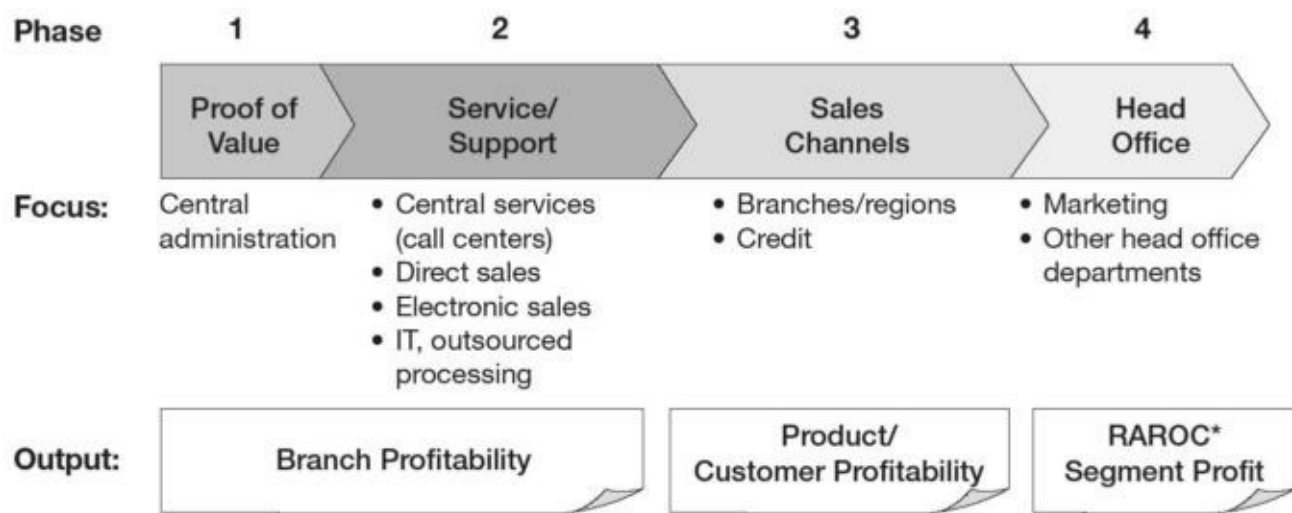 Phase 1 2 3 4
Proof of
Value
Service/
Support
Sales
Channels
Head
Office
Focus:
Central
administration
• Central services
(call centers)
• Direct sales
• Electronic sales
• IT, outsourced
processing
• Branches/regions
• Credit
• Marketing
• Other head office
departments
Output:
Branch Profitability
Product/
Customer Profitability
RAROC*
Segment Profit